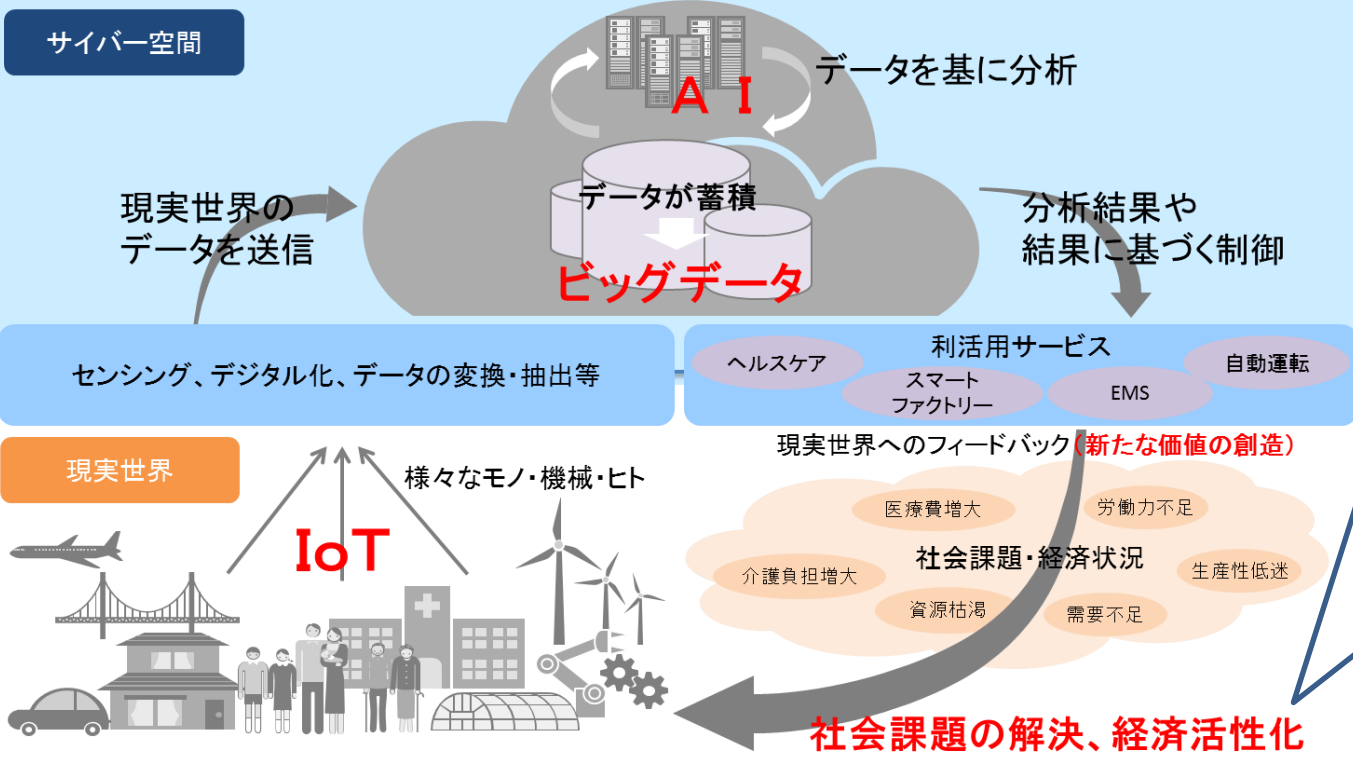 サイバー空間
AI
データを基に分析
データが蓄積
ビッグデータ
現実世界の
データを送信
分析結果や
結果に基づく制御
センシング、デジタル化、データの変換・抽出等
利活用サービス
ヘルスケア
スマート
ファクトリー
EMS
自動運転
現実世界
様々なモノ・機械・ヒト
IoT
現実世界へのフィードバック(新たな価値の創造)
医療費増大
労働力不足
社会課題・経済状況
介護負担増大
生産性低迷
資源枯渇
需要不足
社会課題の解決、経済活性化